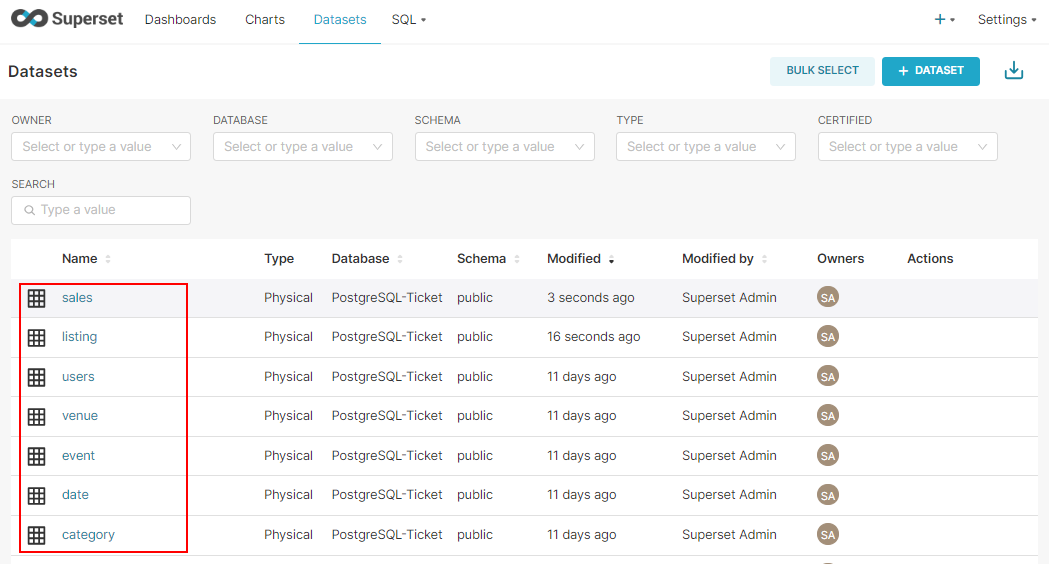 Superset Dashboards Charts Datasets SQL Settings
Datasets BULK SELECT + DATASET
OWNER DATABASE SCHEMA TYPE CERTIFIED
Select or type a value Select or type a value Select or type a value Select or type a value Select or type a value
SEARCH
Type a value
Name Type Database Schema Modified Modified by Owners Actions
sales Physical PostgreSQL-Ticket public 3 seconds ago Superset Admin SA
listing Physical PostgreSQL-Ticket public 16 seconds ago Superset Admin SA
users Physical PostgreSQL-Ticket public 11 days ago Superset Admin SA
venue Physical PostgreSQL-Ticket public 11 days ago Superset Admin SA
event Physical PostgreSQL-Ticket public 11 days ago Superset Admin SA
date Physical PostgreSQL-Ticket public 11 days ago Superset Admin SA
category Physical PostgreSQL-Ticket public 11 days ago Superset Admin SA